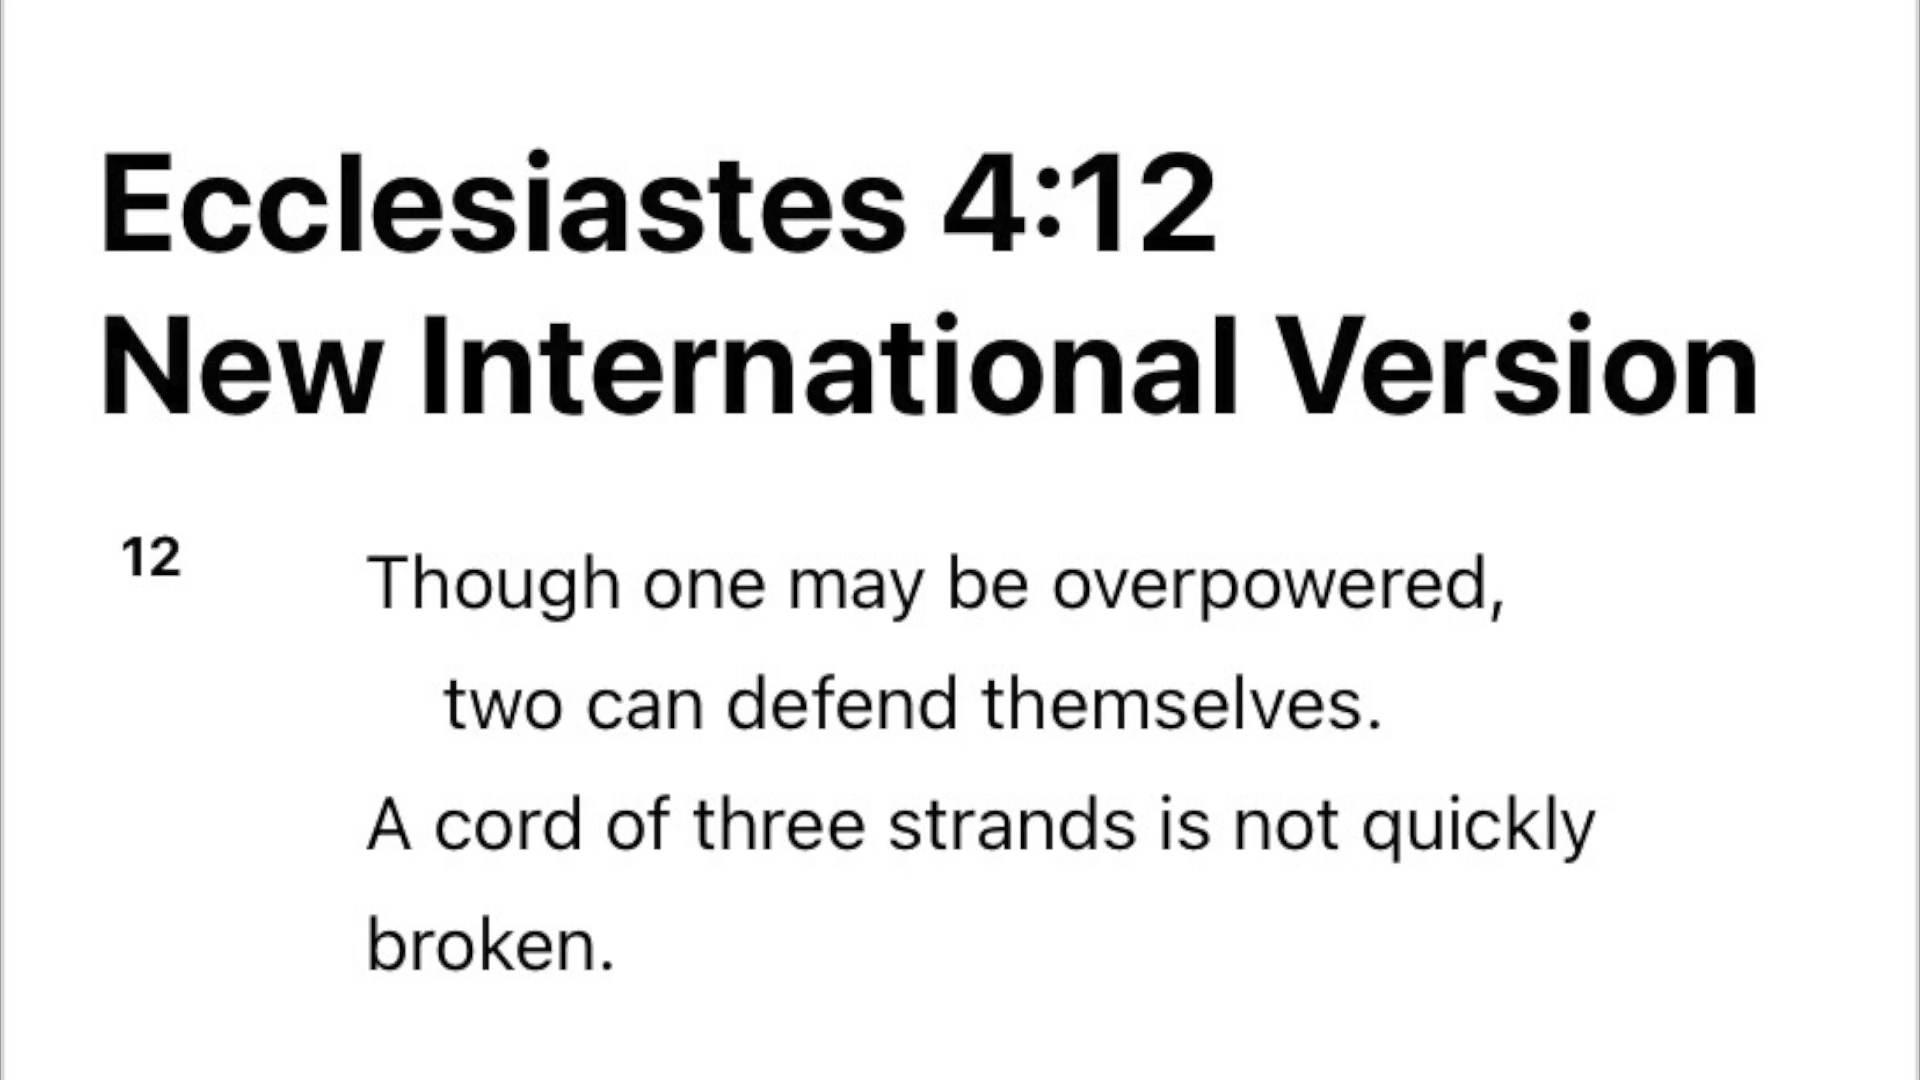 Ecclesiastes 4:12
New International Version
12 Though one may be overpowered,
two can defend themselves.
A cord of three strands is not quickly
broken.